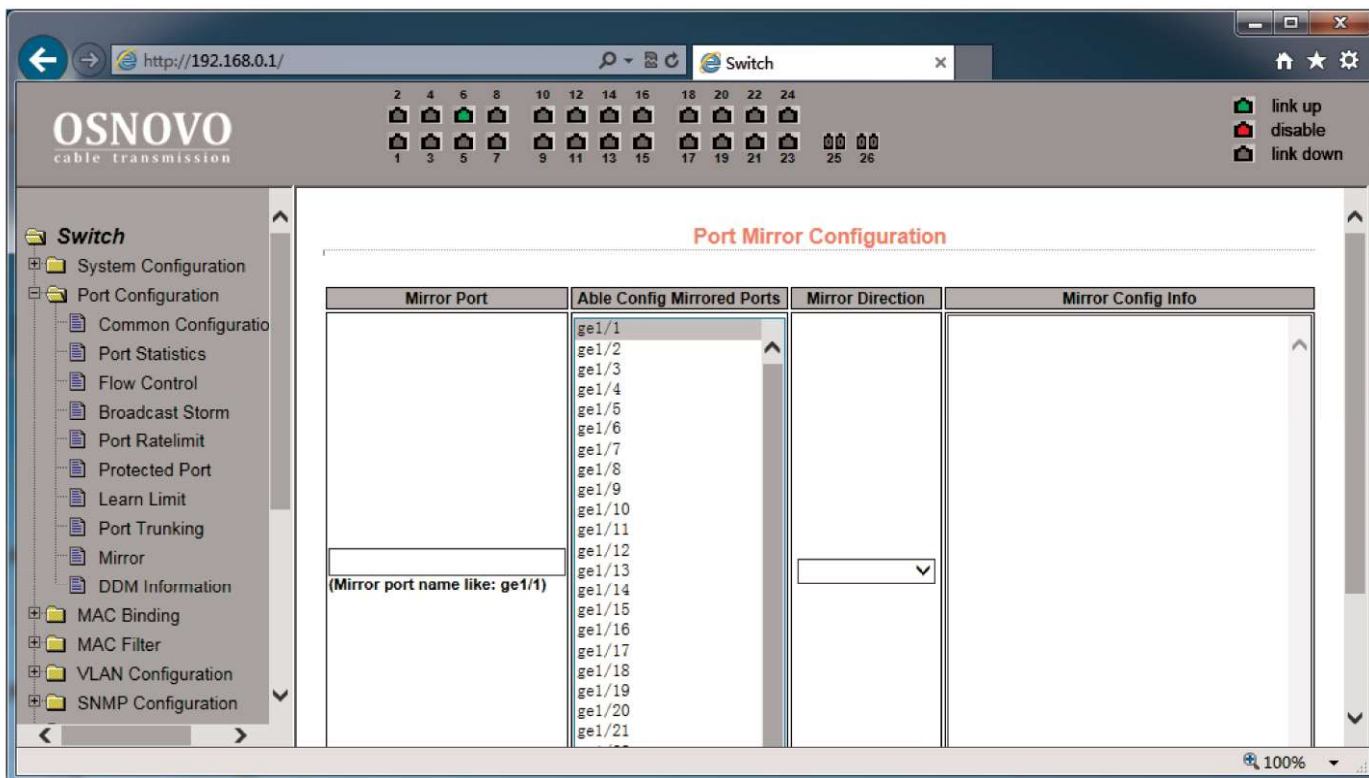 http://192.168.0.1/
Switch
OSNOVO
cable transmission
2 4 6 8 10 12 14 16 18 20 22 24
1 3 5 7 9 11 13 15 17 19 21 23 25 26
link up
disable
link down
Switch
System Configuration
Port Configuration
Common Configuratio
Port Statistics
Flow Control
Broadcast Storm
Port Ratelimit
Protected Port
Learn Limit
Port Trunking
Mirror
DDM Information
MAC Binding
MAC Filter
VLAN Configuration
SNMP Configuration
Port Mirror Configuration
Mirror Port
Able Config Mirrored Ports
Mirror Direction
Mirror Config Info
(Mirror port name like: ge1/1)
ge1/1
ge1/2
ge1/3
ge1/4
ge1/5
ge1/6
ge1/7
ge1/8
ge1/9
ge1/10
ge1/11
ge1/12
ge1/13
ge1/14
ge1/15
ge1/16
ge1/17
ge1/18
ge1/19
ge1/20
ge1/21
100%